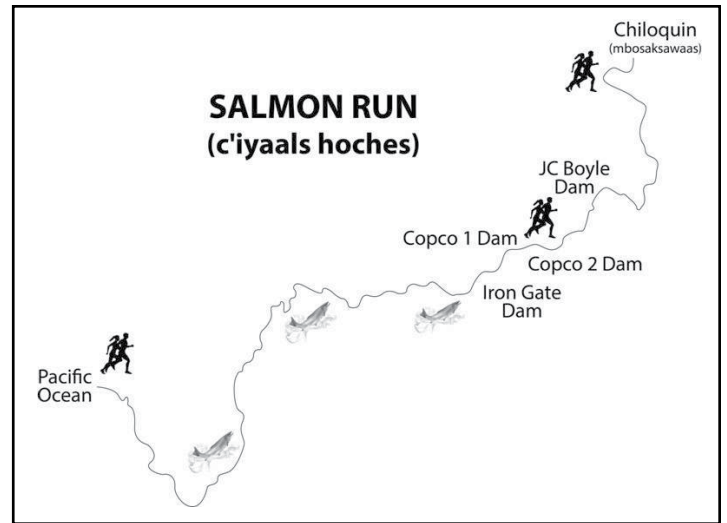 Chiloquin
(mbosaksawaas)
SALMON RUN
(c'iyaals hoches)
JC Boyle
Dam
Copco 1 Dam
Copco 2 Dam
Iron Gate
Dam
Pacific
Ocean